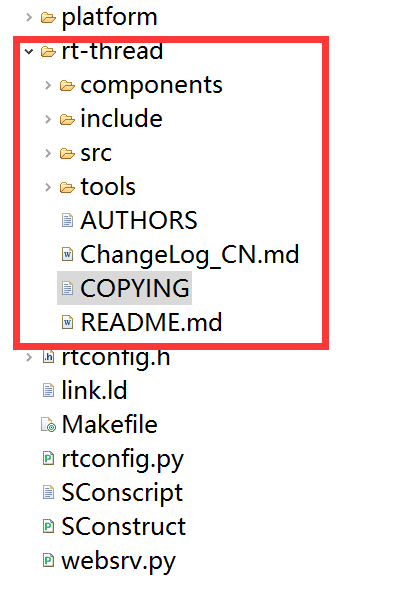 platform
rt-thread
components
include
src
tools
AUTHORS
ChangeLog_CN.md
COPYING
README.md
rtconfig.h
link.ld
Makefile
rtconfig.py
SConscript
SConstruct
websrv.py